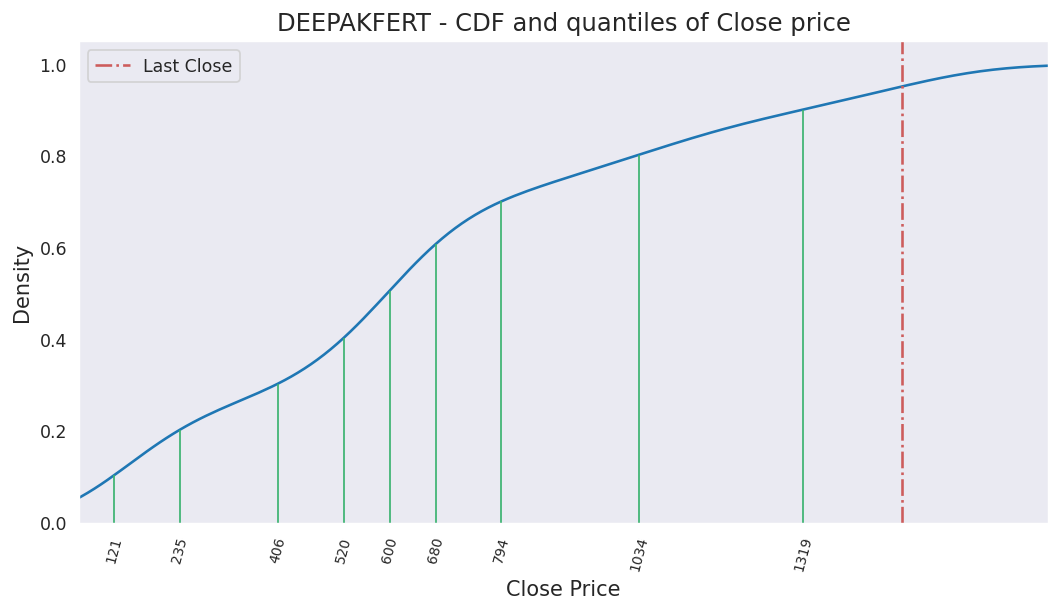 DEEPAKFERT - CDF and quantiles of Close price
Last Close
Density
1.0
0.8
0.6
0.4
0.2
0.0
121 235 406 520 600 680 794 1034 1319
Close Price